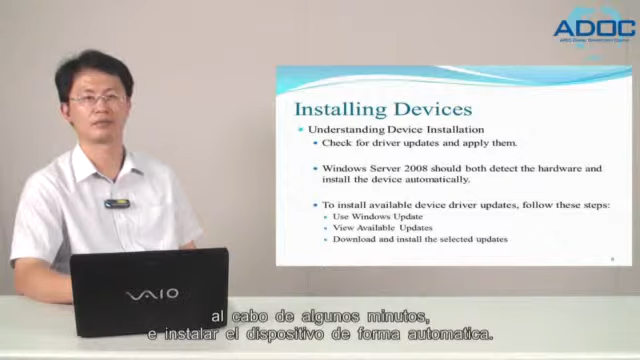 ADOC
Installing Devices
Understanding Device Installation
Check for driver updates and apply them.
Windows Server 2008 should both detect the hardware and
install the device automatically.
To install available device driver updates, follow these steps:
Use Windows Update
View Available Updates
Download and install the selected updates
VAIO
al cabo de algunos minutos,
e instalar el dispositivo de forma automatica.